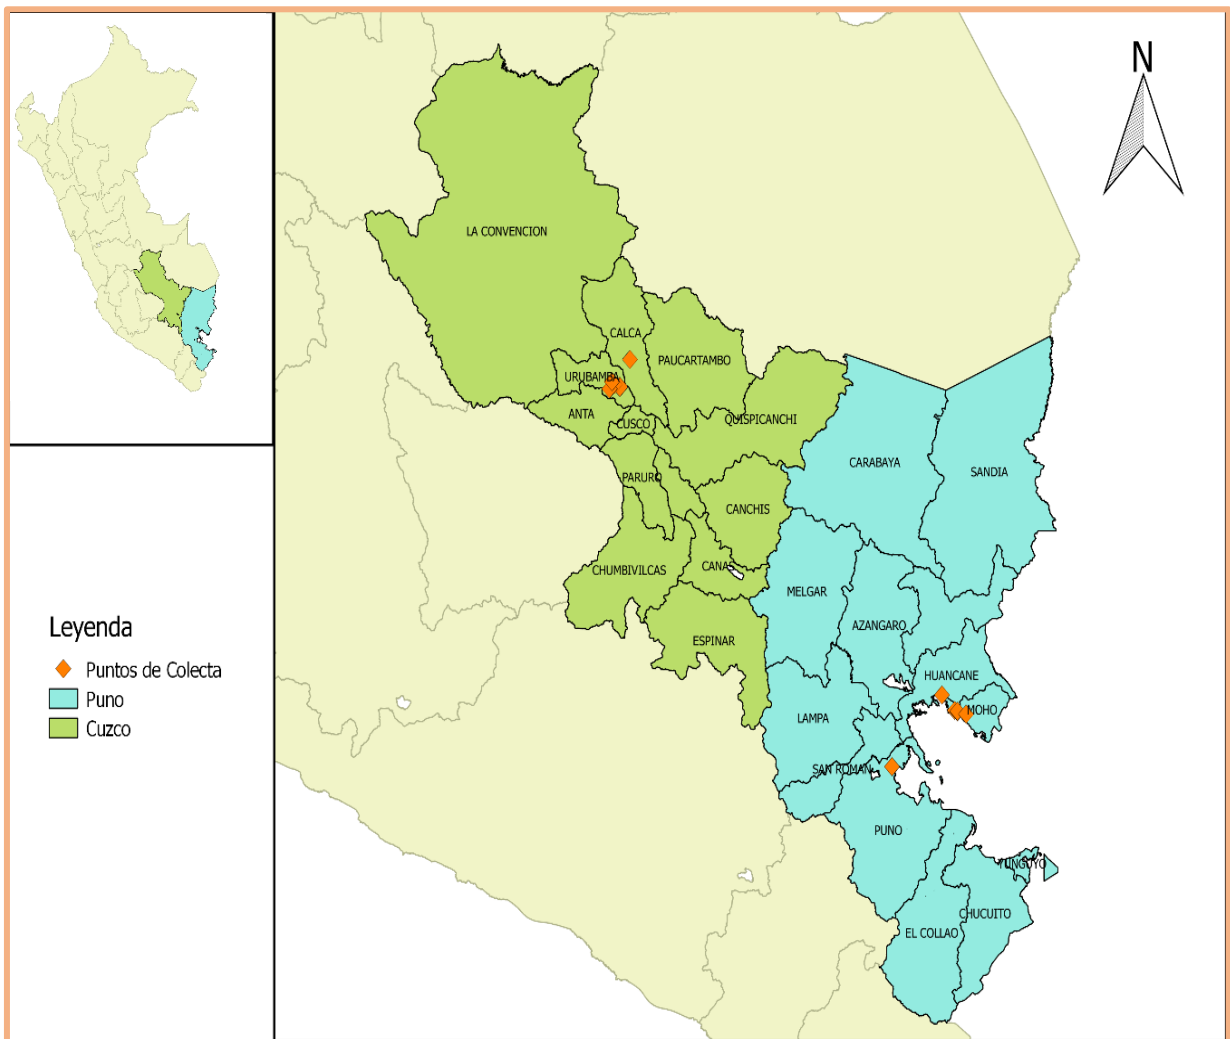 N
LA CONVENCION
CALCA
PAUCARTAMBO
URUBAMBA
ANTA
CUSCO
QUISPICANCHI
CARABAYA
SANDIA
PARURO
CANCHIS
CHUMBIVILCAS
CANAS
MELGAR
AZANGARO
ESPINAR
HUANCANE
MOHO
LAMPA
SAN ROMAN
PUNO
YUNGUYO
CHUCUITO
EL COLLAO
Leyenda
Puntos de Colecta
Puno
Cuzco